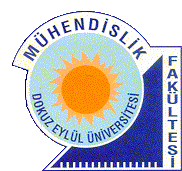 MÜHENDİSLİK
FAKÜLTESİ
DOKUZ EYLÜL ÜNİVERSİTESİ